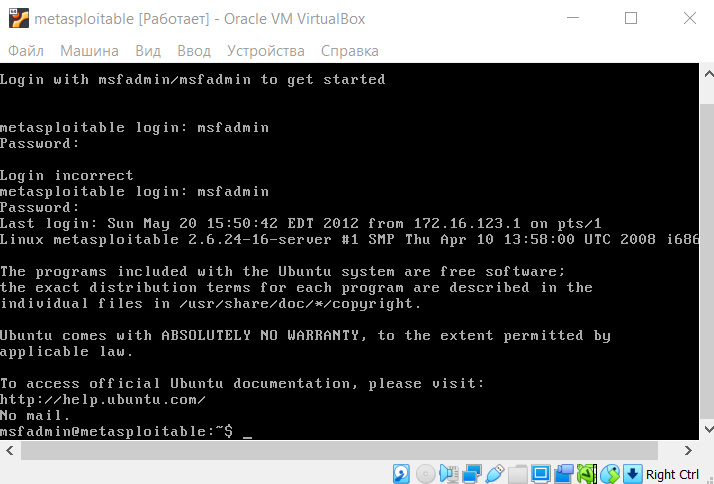 metasploitable [Работает] - Oracle VM VirtualBox
Файл Машина Вид Ввод Устройства Справка
Login with msfadmin/msfadmin to get started
metasploitable login: msfadmin
Password:
Login incorrect
metasploitable login: msfadmin
Password:
Last login: Sun May 20 15:50:42 EDT 2012 from 172.16.123.1 on pts/1
Linux metasploitable 2.6.24-16-server #1 SMP Thu Apr 10 13:58:00 UTC 2008 i686
The programs included with the Ubuntu system are free software;
the exact distribution terms for each program are described in the
individual files in /usr/share/doc/*/copyright.
Ubuntu comes with ABSOLUTELY NO WARRANTY, to the extent permitted by
applicable law.
To access official Ubuntu documentation, please visit:
http://help.ubuntu.com/
No mail.
msfadmin@metasploitable:~$ _
Right Ctrl